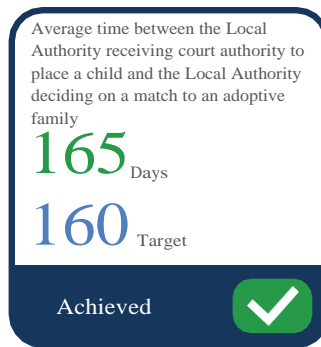 Average time between the Local
Authority receiving court authority to
place a child and the Local Authority
deciding on a match to an adoptive
family
165 Days
160 Target
Achieved